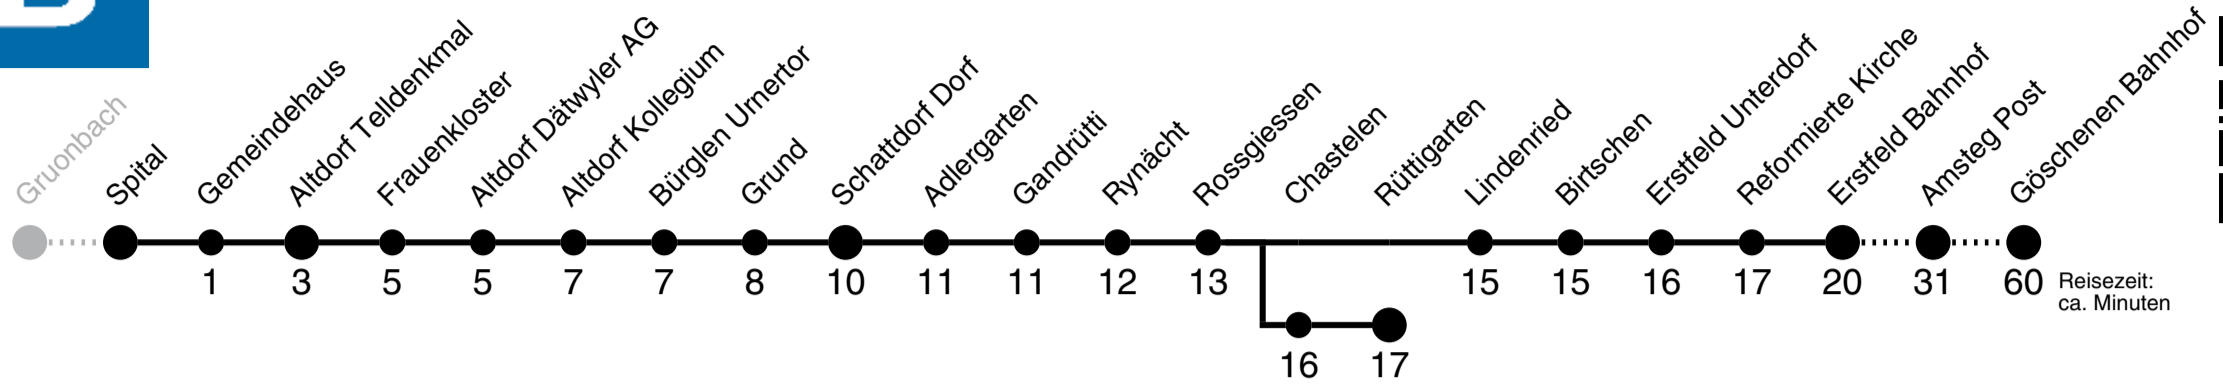 Gruonbach
Spital
Gemeindehaus
Altdorf Telldenkmal
Frauenkloster
Altdorf Dätwyler AG
Altdorf Kollegium
Bürglen Urnertor
Grund
Schattdorf Dorf
Adlergarten
Gandrütti
Rynächt
Rossgiessen
Chastelen
Rüttigarten
Lindenried
Birtschen
Erstfeld Unterdorf
Reformierte Kirche
Erstfeld Bahnhof
Amsteg Post
Göschenen Bahnhof
1 3 5 5 7 7 8 10 11 11 12 13 15 15 16 17 20 31 60
Reisezeit:
ca. Minuten
16 17